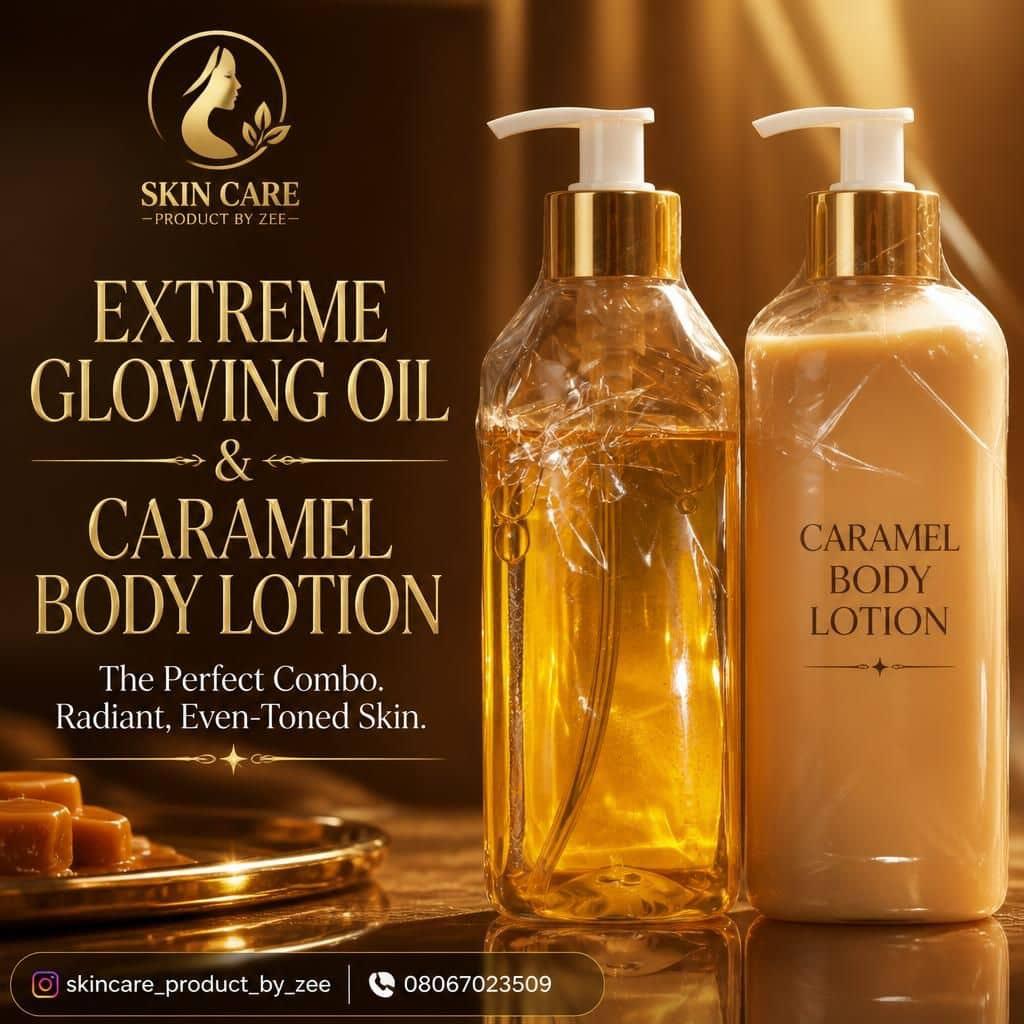 SKIN CARE
PRODUCT BY ZEE
EXTREME
GLOWING OIL
&
CARAMEL
BODY LOTION
The Perfect Combo.
Radiant, Even-Toned Skin.
CARAMEL
BODY
LOTION
skincare_product_by_zee
08067023509